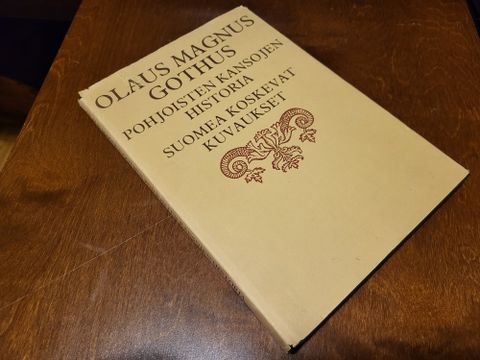 OLAUS MAGNUS
GOTHUS
POHJOISTEN KANSOJEN
HISTORIA
SUOMEA KOSKEVAT
KUVAUKSET